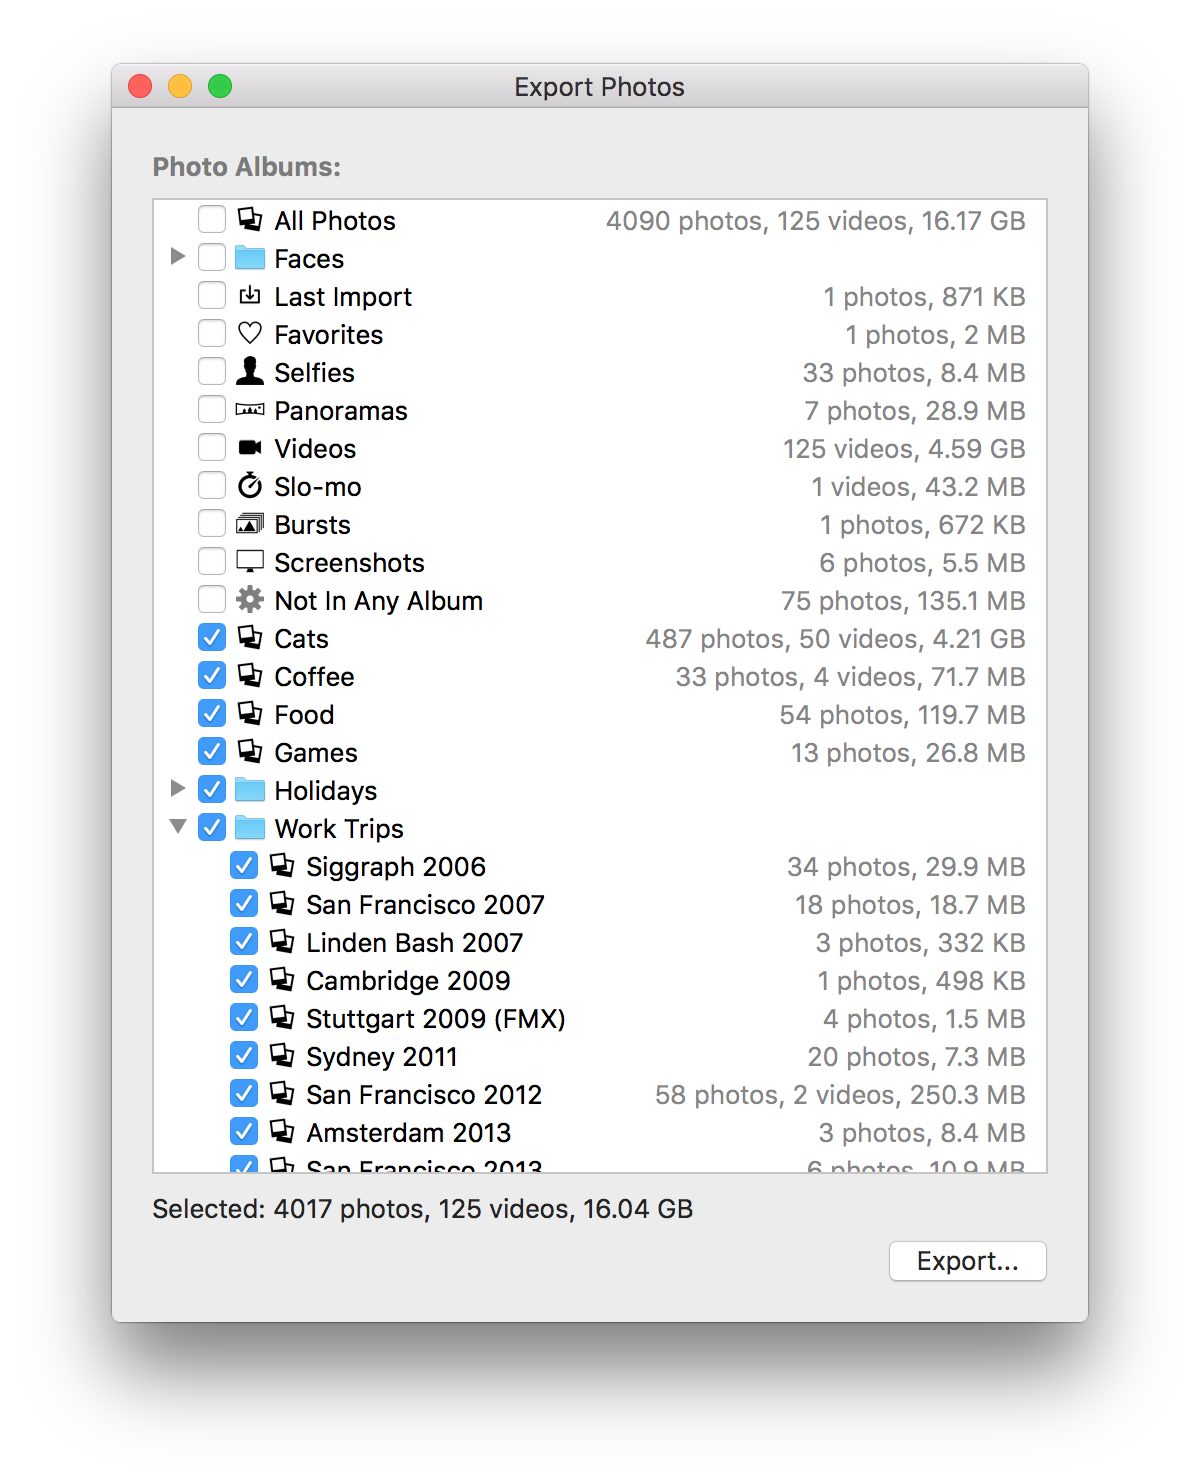 Export Photos
Photo Albums:
All Photos 4090 photos, 125 videos, 16.17 GB
Faces
Last Import 1 photos, 871 KB
Favorites 1 photos, 2 MB
Selfies 33 photos, 8.4 MB
Panoramas 7 photos, 28.9 MB
Videos 125 videos, 4.59 GB
Slo-mo 1 videos, 43.2 MB
Bursts 1 photos, 672 KB
Screenshots 6 photos, 5.5 MB
Not In Any Album 75 photos, 135.1 MB
Cats 487 photos, 50 videos, 4.21 GB
Coffee 33 photos, 4 videos, 71.7 MB
Food 54 photos, 119.7 MB
Games 13 photos, 26.8 MB
Holidays
Work Trips
Siggraph 2006 34 photos, 29.9 MB
San Francisco 2007 18 photos, 18.7 MB
Linden Bash 2007 3 photos, 332 KB
Cambridge 2009 1 photos, 498 KB
Stuttgart 2009 (FMX) 4 photos, 1.5 MB
Sydney 2011 20 photos, 7.3 MB
San Francisco 2012 58 photos, 2 videos, 250.3 MB
Amsterdam 2013 3 photos, 8.4 MB
San Francisco 2013 6 photos, 10.9 MB
Selected: 4017 photos, 125 videos, 16.04 GB
Export...